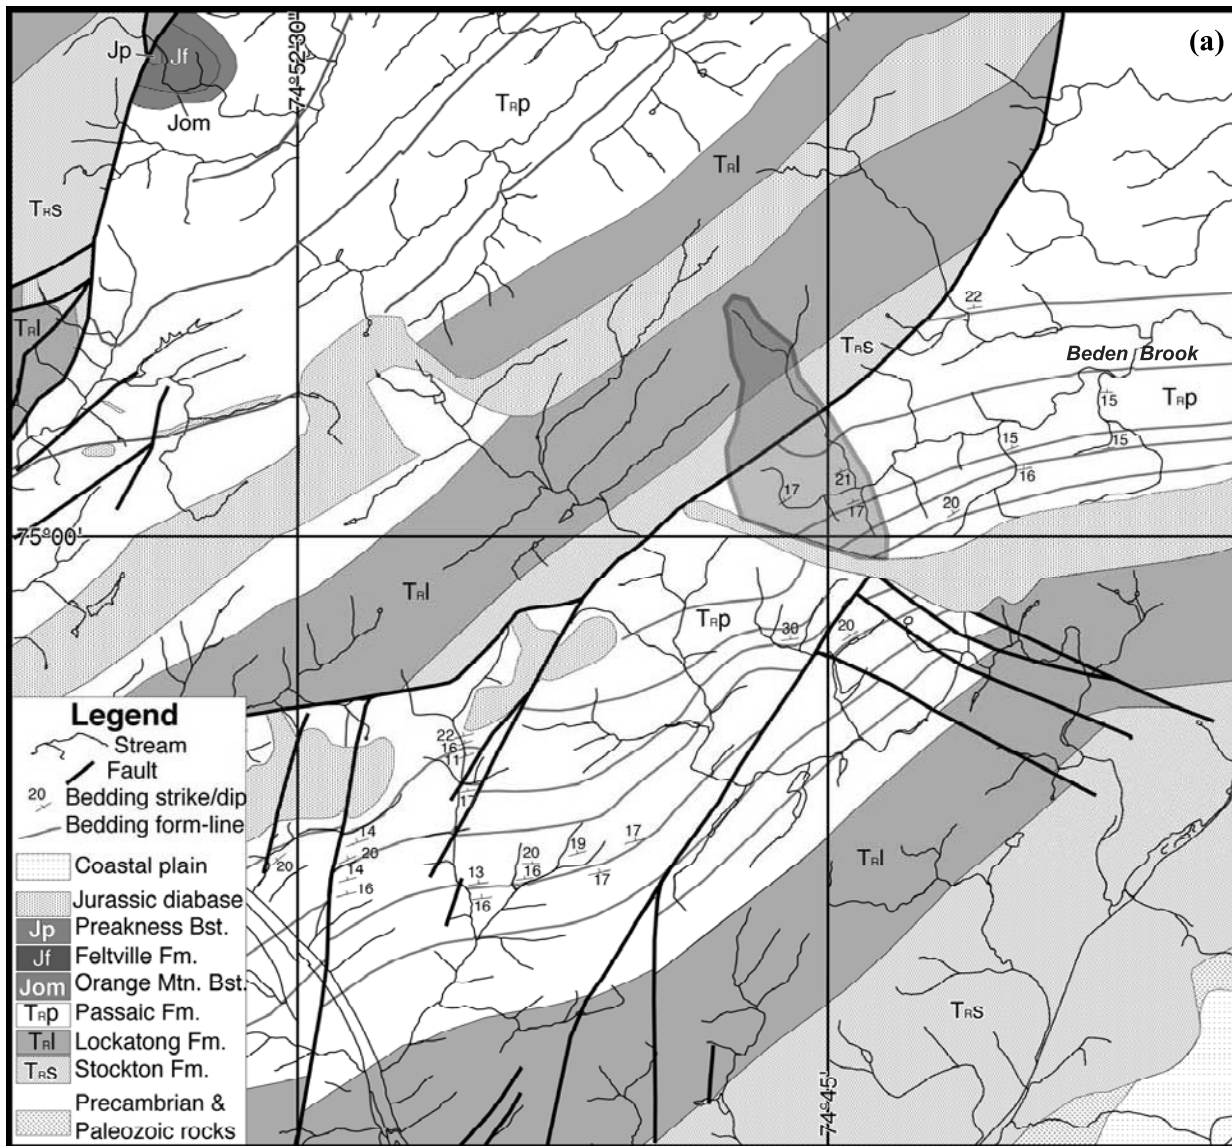 (a)
Jp
Jf
Jom
74°52'30"
TRp
TRl
TRs
TRs
TRl
22
Beden Brook
TRp
15
15
15
16
21
17
17
20
75°00'
TRl
TRp
30
20
22
16
11
17
14
20
20
14
16
13
16
20
16
19
17
17
TRl
TRs
74°45'
Legend
Stream
Fault
20 Bedding strike/dip
Bedding form-line
Coastal plain
Jurassic diabase
Jp Preakness Bst.
Jf Feltville Fm.
Jom Orange Mtn. Bst.
TRp Passaic Fm.
TRl Lockatong Fm.
TRs Stockton Fm.
Precambrian &
Paleozoic rocks